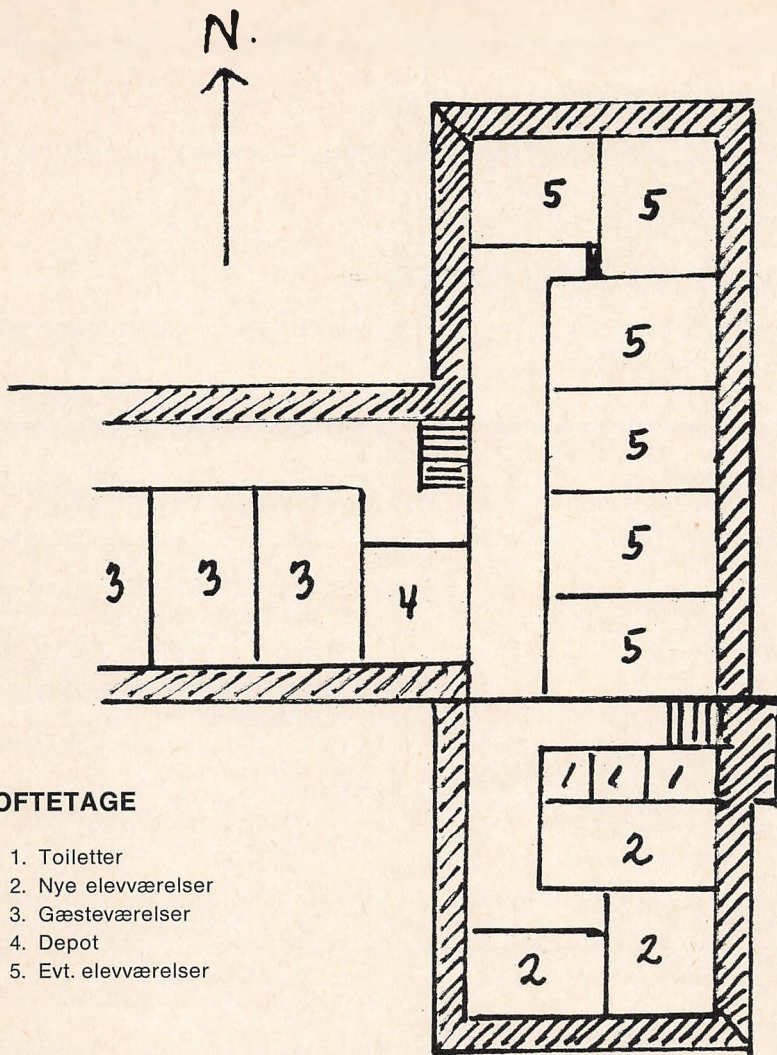 N.
5 5
5
5
5
5
3 3 3 4
1 1 1
2
2 2
OFTETAGE
1. Toiletter
2. Nye elevværelser
3. Gæsteværelser
4. Depot
5. Evt. elevværelser